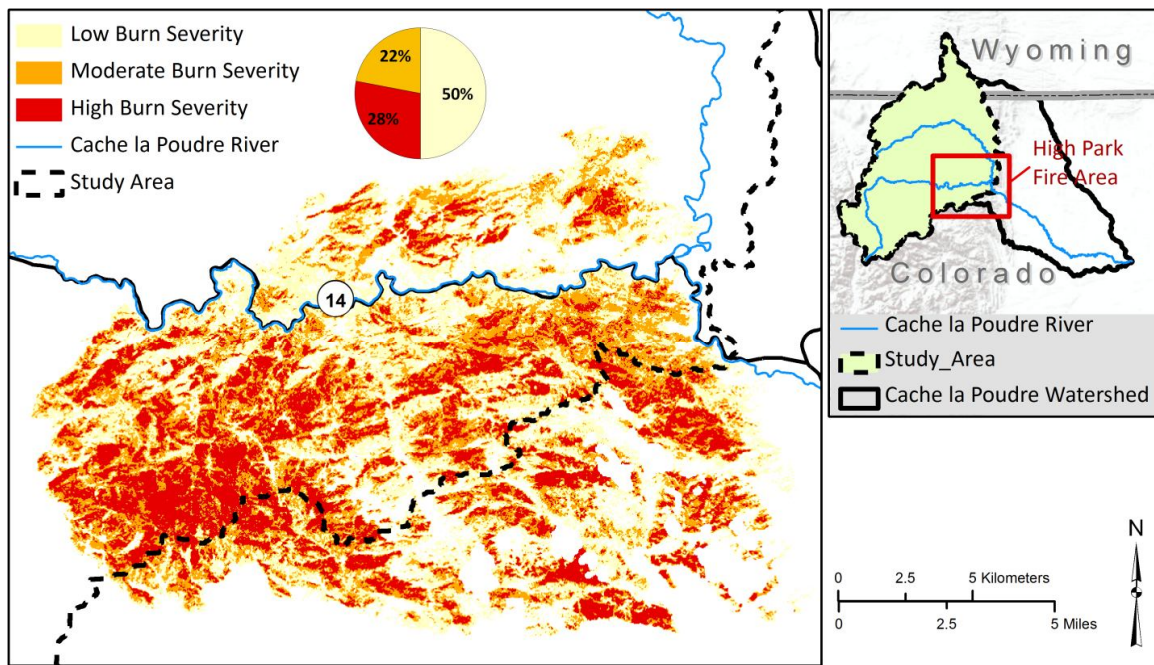 Low Burn Severity
Moderate Burn Severity
High Burn Severity
Cache la Poudre River
Study Area
22%
50%
28%
14
Wyoming
High Park
Fire Area
Colorado
Cache la Poudre River
Study_Area
Cache la Poudre Watershed
N
0 2.5 5 Kilometers
0 2.5 5 Miles